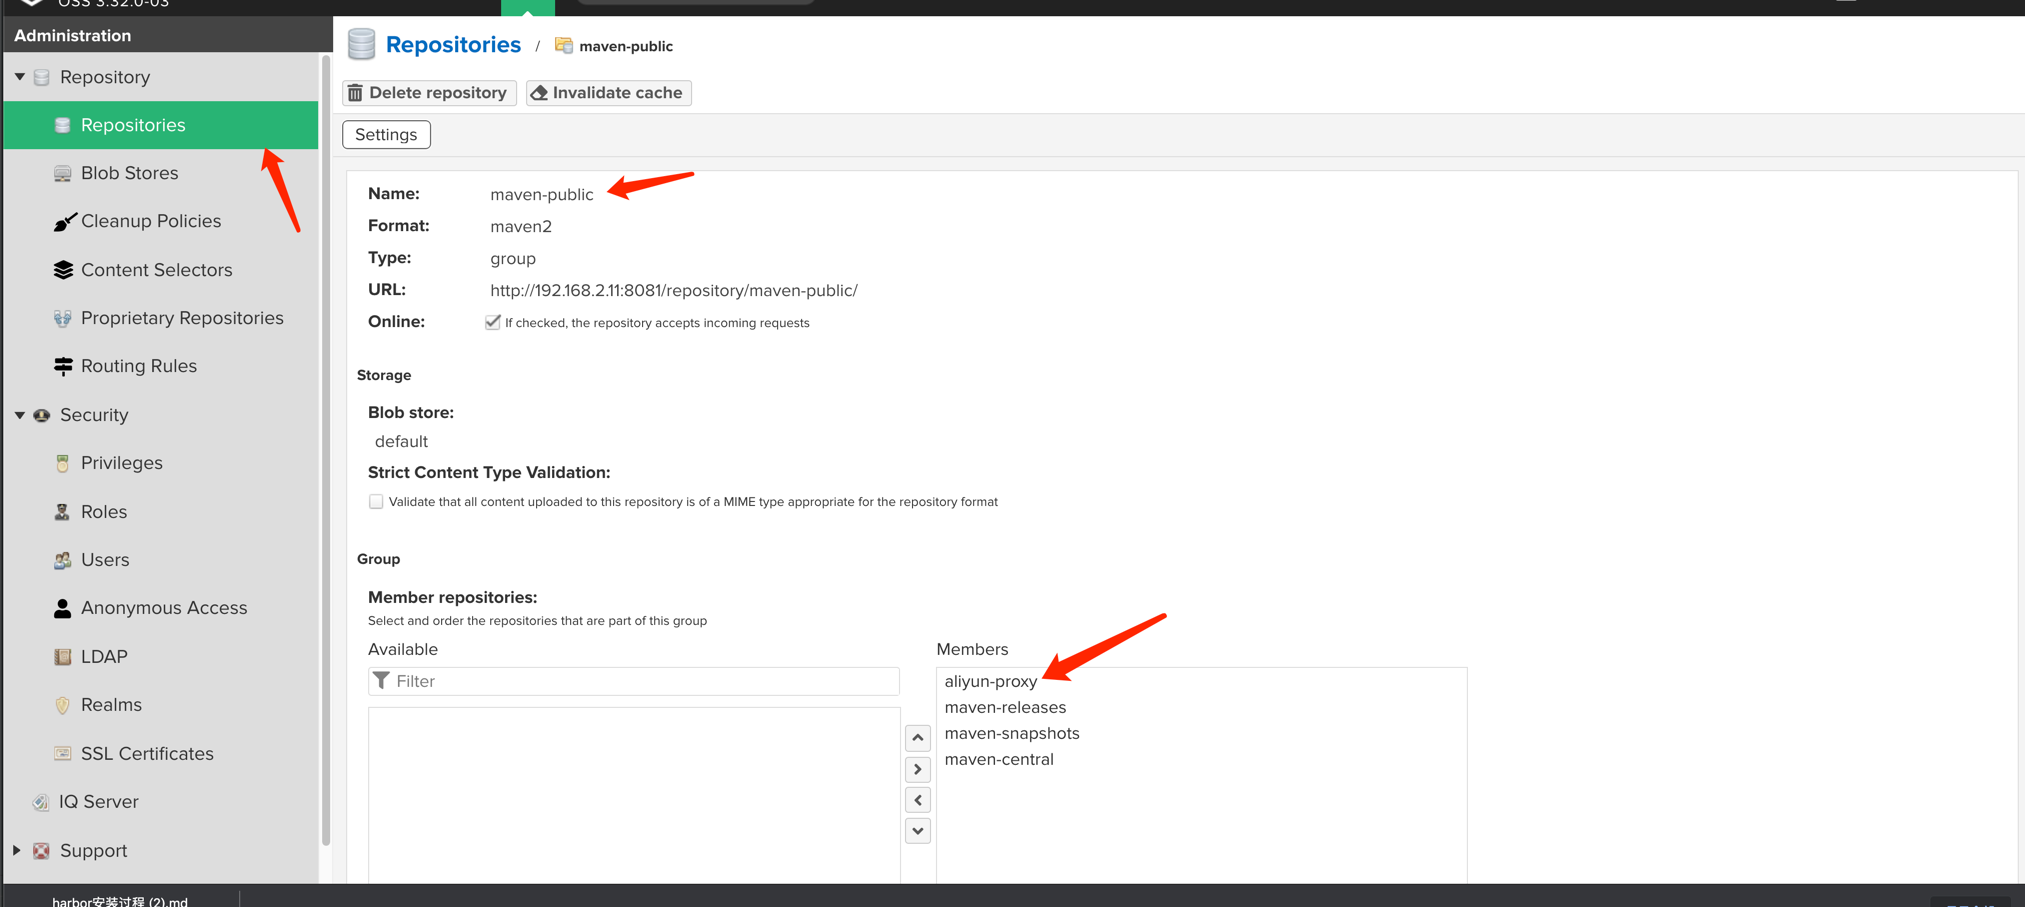 OSS 3.32.0-03
Administration
Repository
Repositories
Blob Stores
Cleanup Policies
Content Selectors
Proprietary Repositories
Routing Rules
Security
Privileges
Roles
Users
Anonymous Access
LDAP
Realms
SSL Certificates
IQ Server
Support
Repositories / maven-public
Delete repository
Invalidate cache
Settings
Name: maven-public
Format: maven2
Type: group
URL: http://192.168.2.11:8081/repository/maven-public/
Online: If checked, the repository accepts incoming requests
Storage
Blob store:
default
Strict Content Type Validation:
Validate that all content uploaded to this repository is of a MIME type appropriate for the repository format
Group
Member repositories:
Select and order the repositories that are part of this group
Available
Filter
Members
aliyun-proxy
maven-releases
maven-snapshots
maven-central
harbor安装过程 (2).md